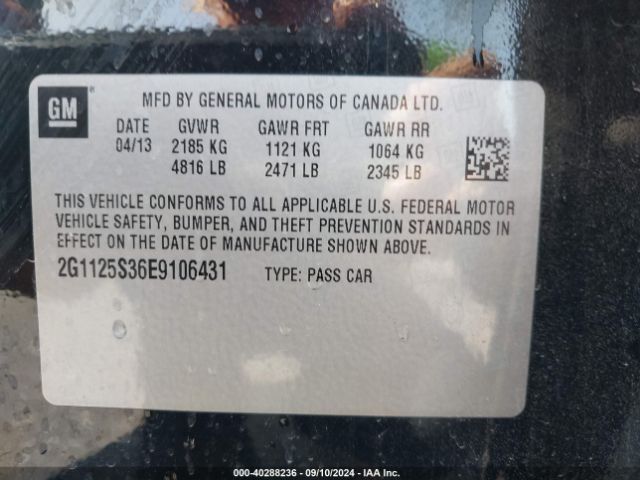 GM ®
MFD BY GENERAL MOTORS OF CANADA LTD.
DATE GVWR GAWR FRT GAWR RR
04/13 2185 KG 1121 KG 1064 KG
4816 LB 2471 LB 2345 LB
THIS VEHICLE CONFORMS TO ALL APPLICABLE U.S. FEDERAL MOTOR
VEHICLE SAFETY, BUMPER, AND THEFT PREVENTION STANDARDS IN
EFFECT ON THE DATE OF MANUFACTURE SHOWN ABOVE.
2G1125S36E9106431 TYPE: PASS CAR
000-40288236 - 09/10/2024 - IAA Inc.